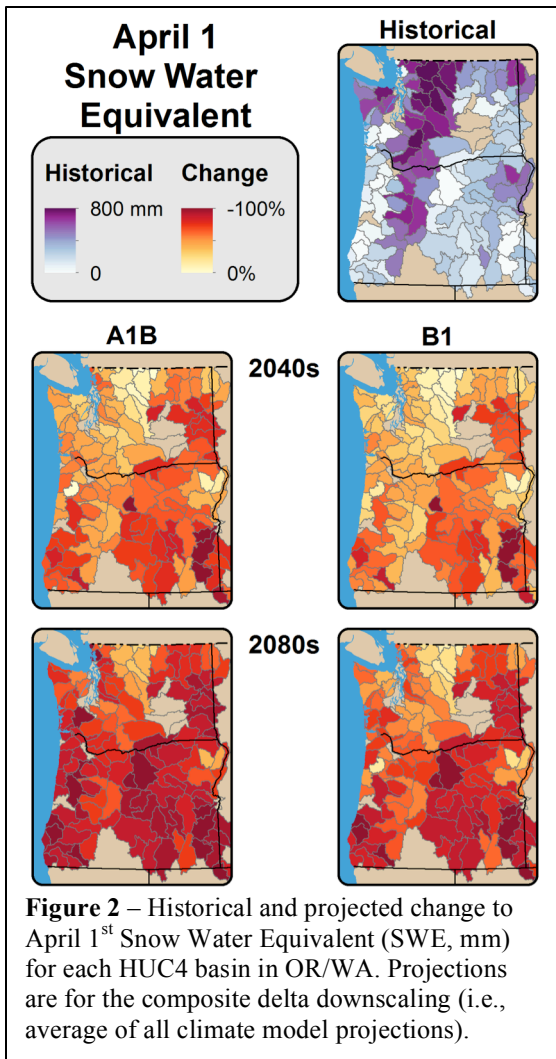 April 1
Snow Water
Equivalent
Historical
Historical Change
800 mm -100%
0 0%
A1B B1
2040s
2080s
Figure 2 – Historical and projected change to
April 1st Snow Water Equivalent (SWE, mm)
for each HUC4 basin in OR/WA. Projections
are for the composite delta downscaling (i.e.,
average of all climate model projections).